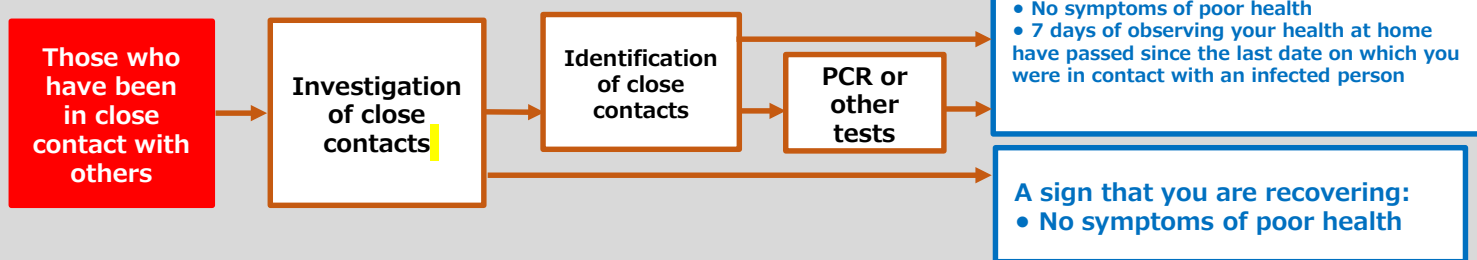 Those who
have been
in close
contact with
others
Investigation
of close
contacts
Identification
of close
contacts
PCR or
other
tests
● No symptoms of poor health
● 7 days of observing your health at home
have passed since the last date on which you
were in contact with an infected person
A sign that you are recovering:
● No symptoms of poor health